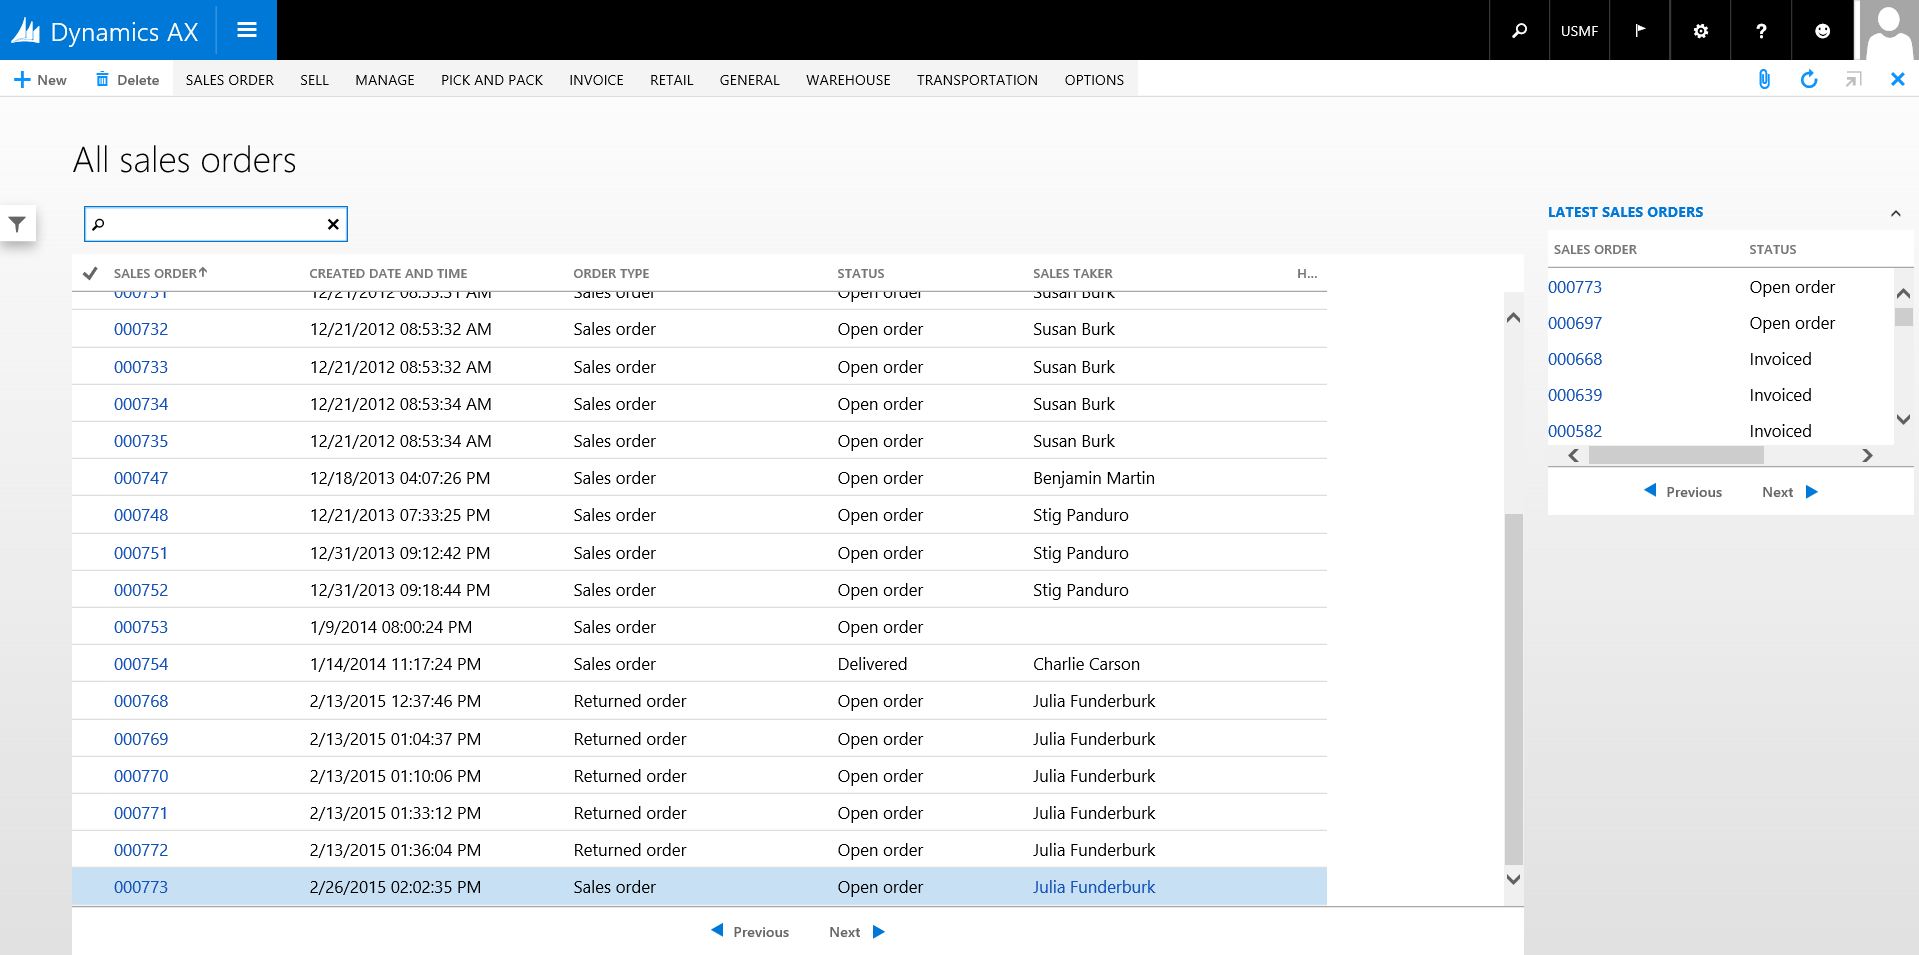 Dynamics AX
USMF
?
New Delete SALES ORDER SELL MANAGE PICK AND PACK INVOICE RETAIL GENERAL WAREHOUSE TRANSPORTATION OPTIONS
All sales orders
SALES ORDER CREATED DATE AND TIME ORDER TYPE STATUS SALES TAKER H...
000731 12/21/2012 08:53:31 AM Sales order Open order Susan Burk
000732 12/21/2012 08:53:32 AM Sales order Open order Susan Burk
000733 12/21/2012 08:53:32 AM Sales order Open order Susan Burk
000734 12/21/2012 08:53:34 AM Sales order Open order Susan Burk
000735 12/21/2012 08:53:34 AM Sales order Open order Susan Burk
000747 12/18/2013 04:07:26 PM Sales order Open order Benjamin Martin
000748 12/21/2013 07:33:25 PM Sales order Open order Stig Panduro
000751 12/31/2013 09:12:42 PM Sales order Open order Stig Panduro
000752 12/31/2013 09:18:44 PM Sales order Open order Stig Panduro
000753 1/9/2014 08:00:24 PM Sales order Open order
000754 1/14/2014 11:17:24 PM Sales order Delivered Charlie Carson
000768 2/13/2015 12:37:46 PM Returned order Open order Julia Funderburk
000769 2/13/2015 01:04:37 PM Returned order Open order Julia Funderburk
000770 2/13/2015 01:10:06 PM Returned order Open order Julia Funderburk
000771 2/13/2015 01:33:12 PM Returned order Open order Julia Funderburk
000772 2/13/2015 01:36:04 PM Returned order Open order Julia Funderburk
000773 2/26/2015 02:02:35 PM Sales order Open order Julia Funderburk
Previous Next
LATEST SALES ORDERS
SALES ORDER STATUS
000773 Open order
000697 Open order
000668 Invoiced
000639 Invoiced
000582 Invoiced
Previous Next